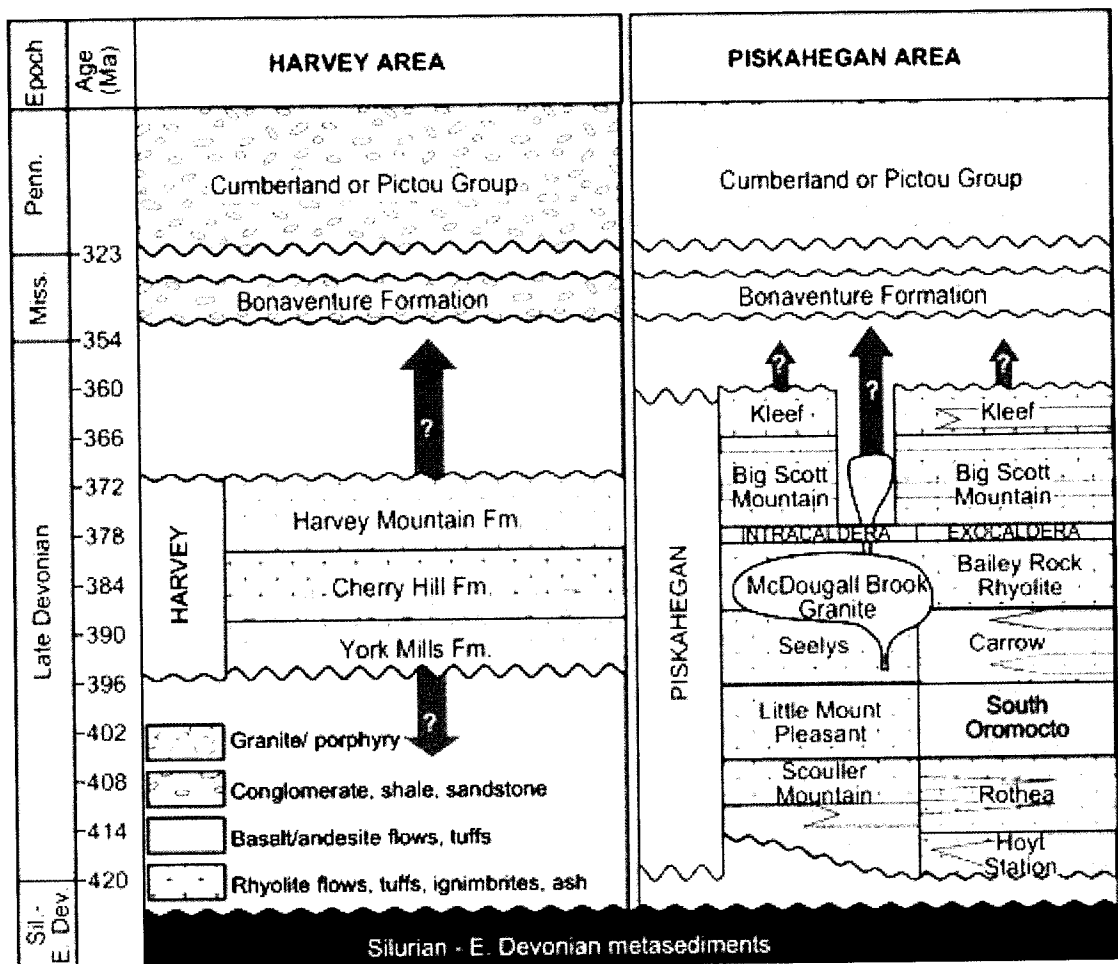 Epoch
Age
(Ma)
HARVEY AREA
PISKAHEGAN AREA
Penn.
Miss.
Late Devonian
Sil.-
E. Dev.
323
354
360
366
372
378
384
390
396
402
408
414
420
Cumberland or Pictou Group
Bonaventure Formation
?
HARVEY
Harvey Mountain Fm.
Cherry Hill Fm.
York Mills Fm.
?
Granite/ porphyry
Conglomerate, shale, sandstone
Basalt/andesite flows, tuffs
Rhyolite flows, tuffs, ignimbrites, ash
Cumberland or Pictou Group
Bonaventure Formation
?
?
?
PISKAHEGAN
Kleef
Kleef
Big Scott
Mountain
Big Scott
Mountain
INTRACALDERA
EXOCALDERA
McDougall Brook
Granite
Bailey Rock
Rhyolite
Seelys
Carrow
Little Mount
Pleasant
South
Oromocto
Scouller
Mountain
Rothea
Hoyt
Station
Silurian - E. Devonian metasediments